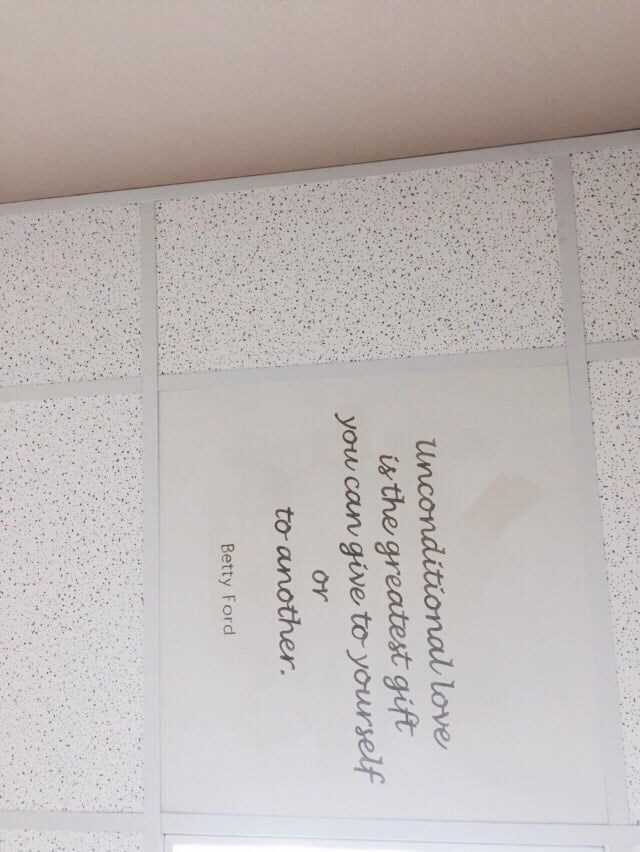 Unconditional love
is the greatest gift
you can give to yourself
or
to another.
Betty Ford